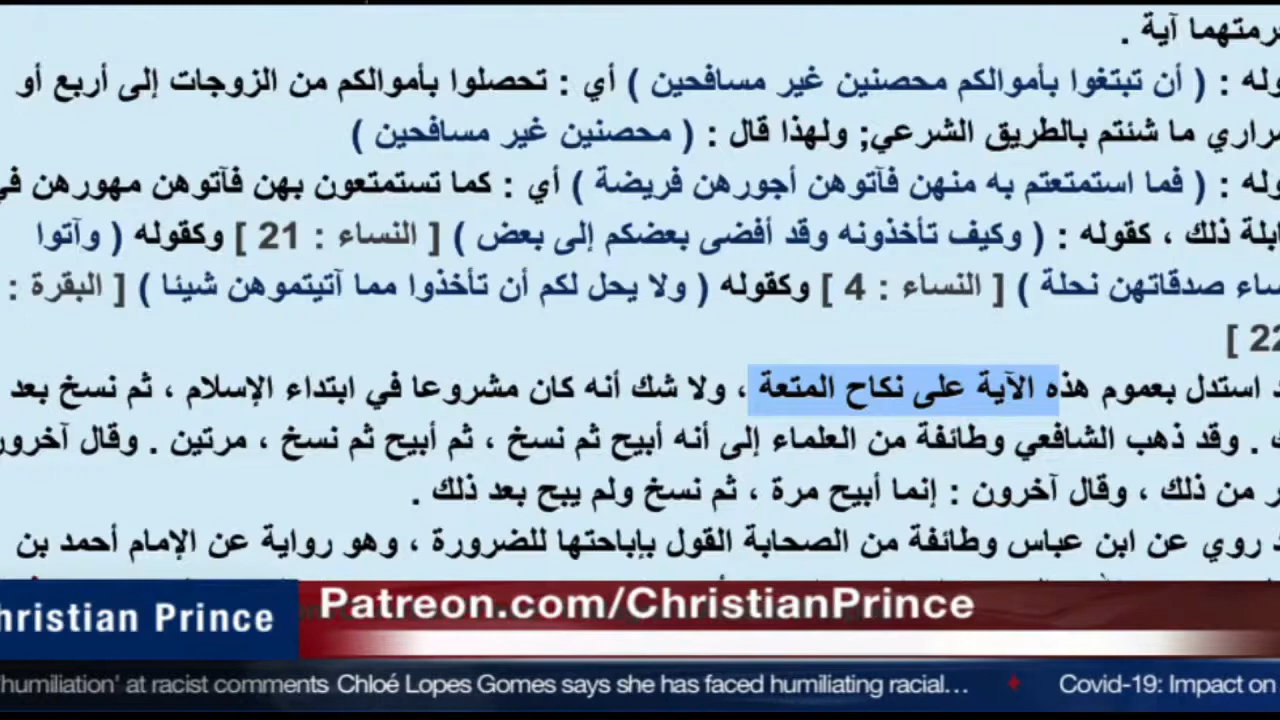 رمتهما آية .
وله : ( أن تبتغوا بأموالكم محصنين غير مسافحين ) أي : تحصلوا بأموالكم من الزوجات إلى أربع أو
راري ما شئتم بالطريق الشرعي; ولهذا قال : ( محصنين غير مسافحين )
وله : ( فما استمتعتم به منهن فآتوهن أجورهن فريضة ) أي : كما تستمتعون بهن فآتوهن مهورهن في
ابلة ذلك ، كقوله : ( وكيف تأخذونه وقد أفضى بعضكم إلى بعض ) [ النساء : 21 ] وكقوله ( وآتوا
ساء صدقاتهن نحلة ) [ النساء : 4 ] وكقوله ( ولا يحل لكم أن تأخذوا مما آتيتموهن شيئا ) [ البقرة :
22 ]
د استدل بعموم هذه الآية على نكاح المتعة ، ولا شك أنه كان مشروعا في ابتداء الإسلام ، ثم نسخ بعد
ك . وقد ذهب الشافعي وطائفة من العلماء إلى أنه أبيح ثم نسخ ، ثم أبيح ثم نسخ ، مرتين . وقال آخرون
ر من ذلك ، وقال آخرون : إنما أبيح مرة ، ثم نسخ ولم يبح بعد ذلك .
د روي عن ابن عباس وطائفة من الصحابة القول بإباحتها للضرورة ، وهو رواية عن الإمام أحمد بن
hristian Prince
Patreon.com/ChristianPrince
'humiliation' at racist comments Chloé Lopes Gomes says she has faced humiliating racial… Covid-19: Impact on